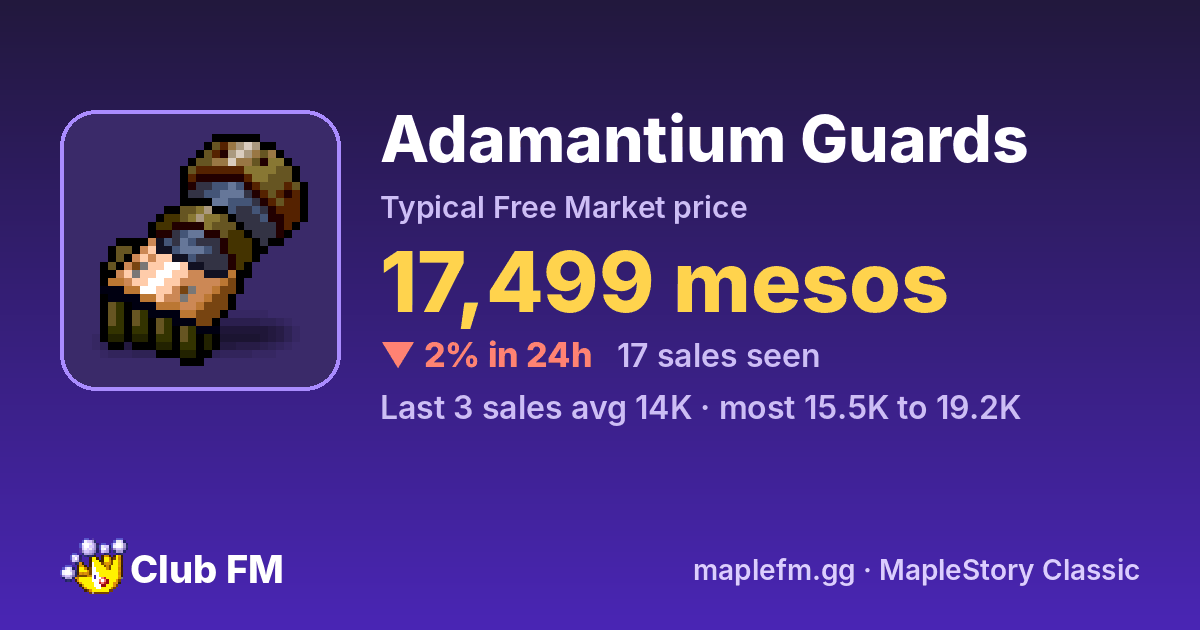 Adamantium Guards
Typical Free Market price
17,499 mesos
▼ 2% in 24h 17 sales seen
Last 3 sales avg 14K · most 15.5K to 19.2K
Club FM
maplefm.gg · MapleStory Classic